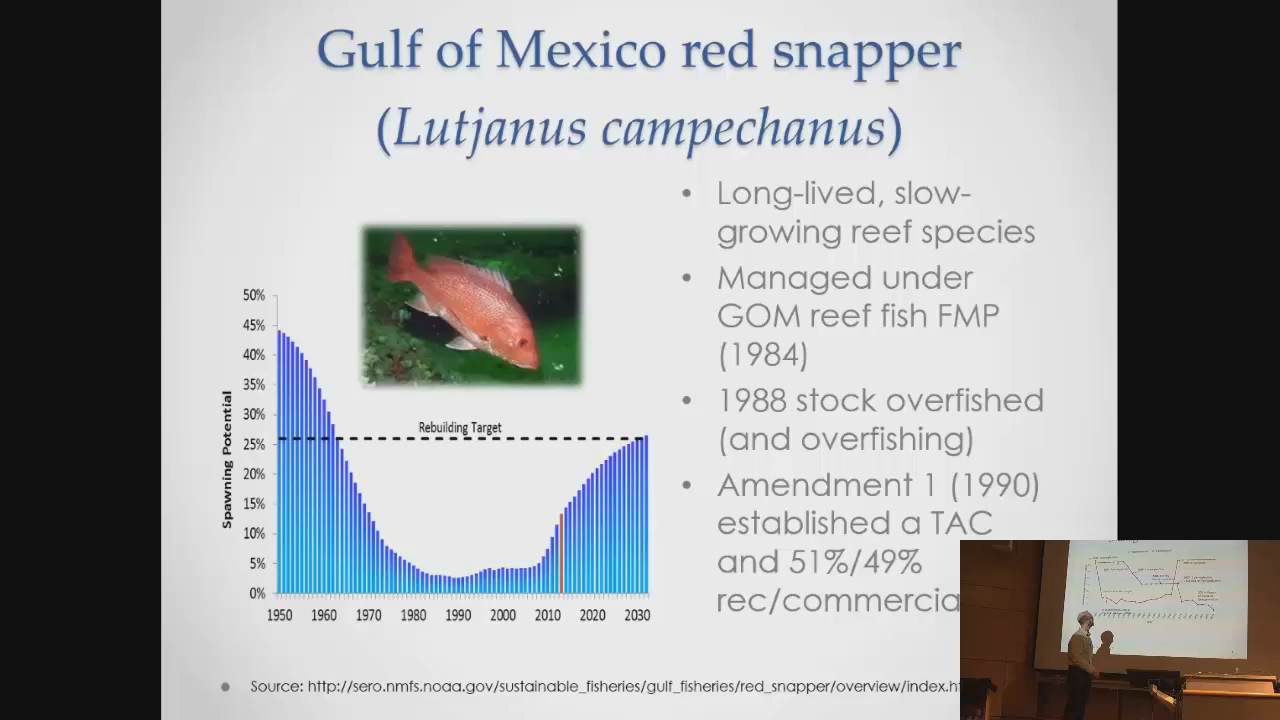 Gulf of Mexico red snapper
(Lutjanus campechanus)
• Long-lived, slow-
growing reef species
• Managed under
GOM reef fish FMP
(1984)
• 1988 stock overfished
(and overfishing)
• Amendment 1 (1990)
established a TAC
and 51%/49%
rec/commercia
50%
45%
40%
35%
30%
25%
20%
15%
10%
5%
0%
Spawning Potential
Rebuilding Target
1950 1960 1970 1980 1990 2000 2010 2020 2030
Source: http://sero.nmfs.noaa.gov/sustainable_fisheries/gulf_fisheries/red_snapper/overview/index.h